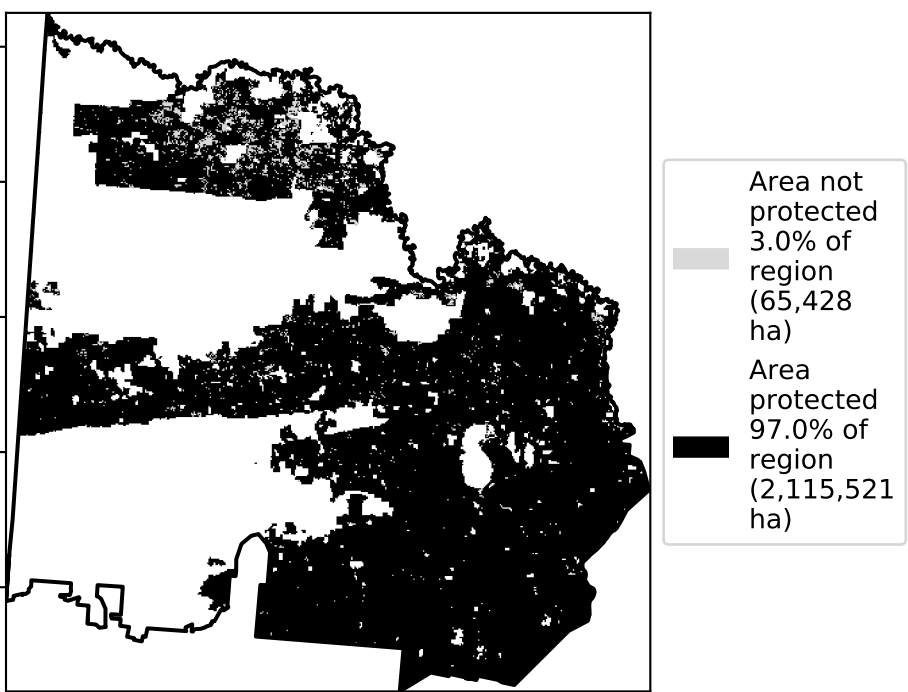 Area not
protected
3.0% of
region
(65,428
ha)
Area
protected
97.0% of
region
(2,115,521
ha)